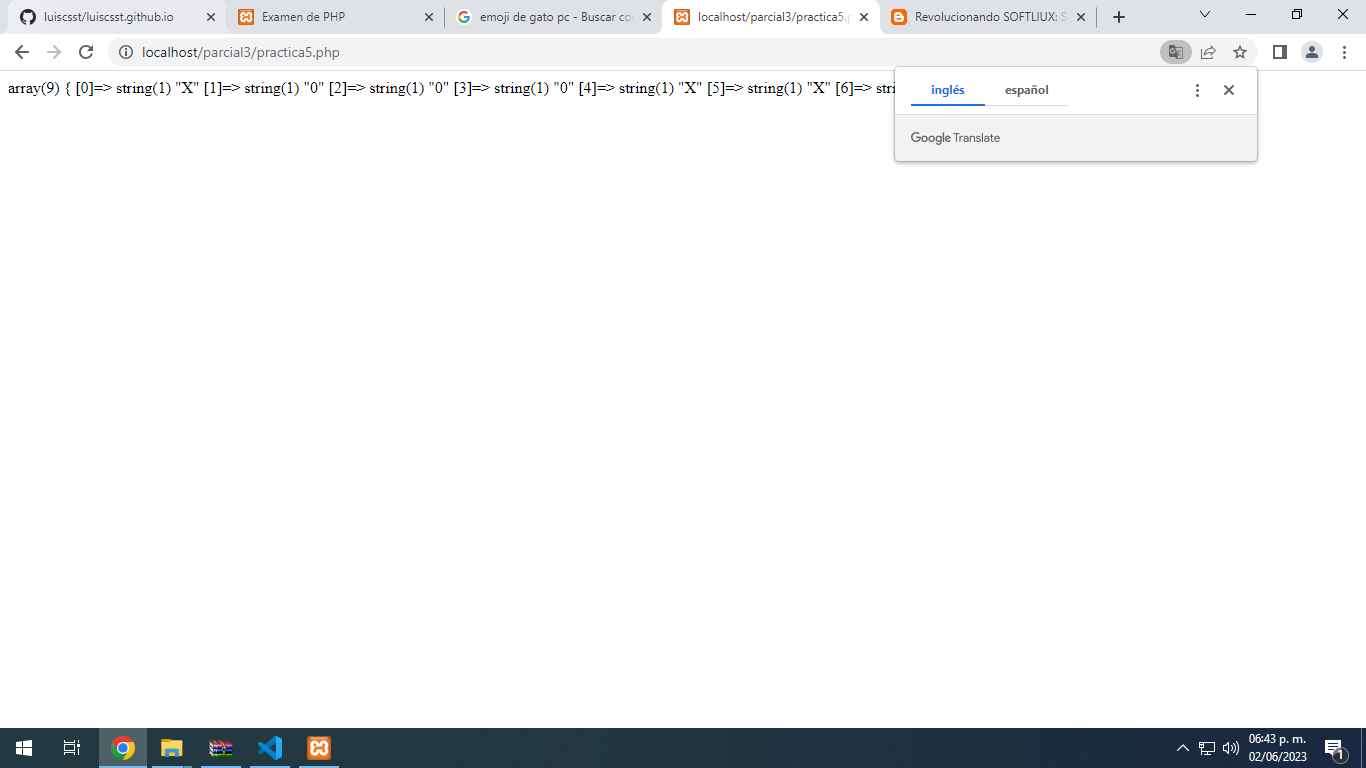 luiscsst/luiscsst.github.io
Examen de PHP
emoji de gato pc - Buscar con
localhost/parcial3/practica5.p
Revolucionando SOFTLIUX: S
localhost/parcial3/practica5.php
array(9) { [0]=> string(1) "X" [1]=> string(1) "0" [2]=> string(1) "0" [3]=> string(1) "0" [4]=> string(1) "X" [5]=> string(1) "X" [6]=> stri
inglés español
Google Translate
06:43 p. m.
02/06/2023
1